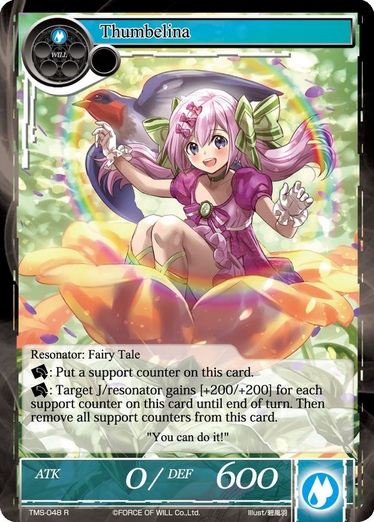 Thumbelina
WILL
Resonator: Fairy Tale
: Put a support counter on this card.
: Target J/resonator gains [+200/+200] for each
support counter on this card until end of turn. Then
remove all support counters from this card.
"You can do it!"
ATK 0 / DEF 600
TMS-048 R ©FORCE OF WILL Co.,Ltd. Illust/